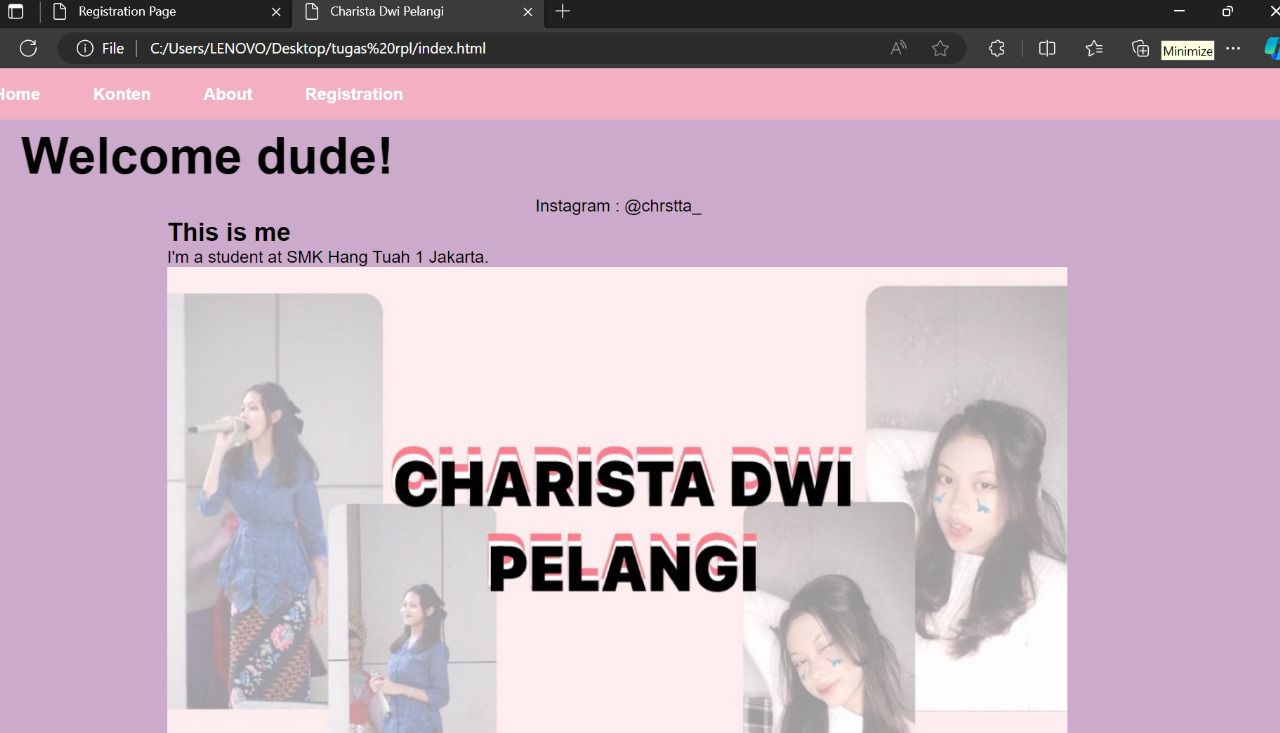 Registration Page
Charista Dwi Pelangi
File
C:/Users/LENOVO/Desktop/tugas%20rpl/index.html
Minimize
Home Konten About Registration
Welcome dude!
Instagram : @chrstta_
This is me
I'm a student at SMK Hang Tuah 1 Jakarta.
CHARISTA DWI
PELANGI